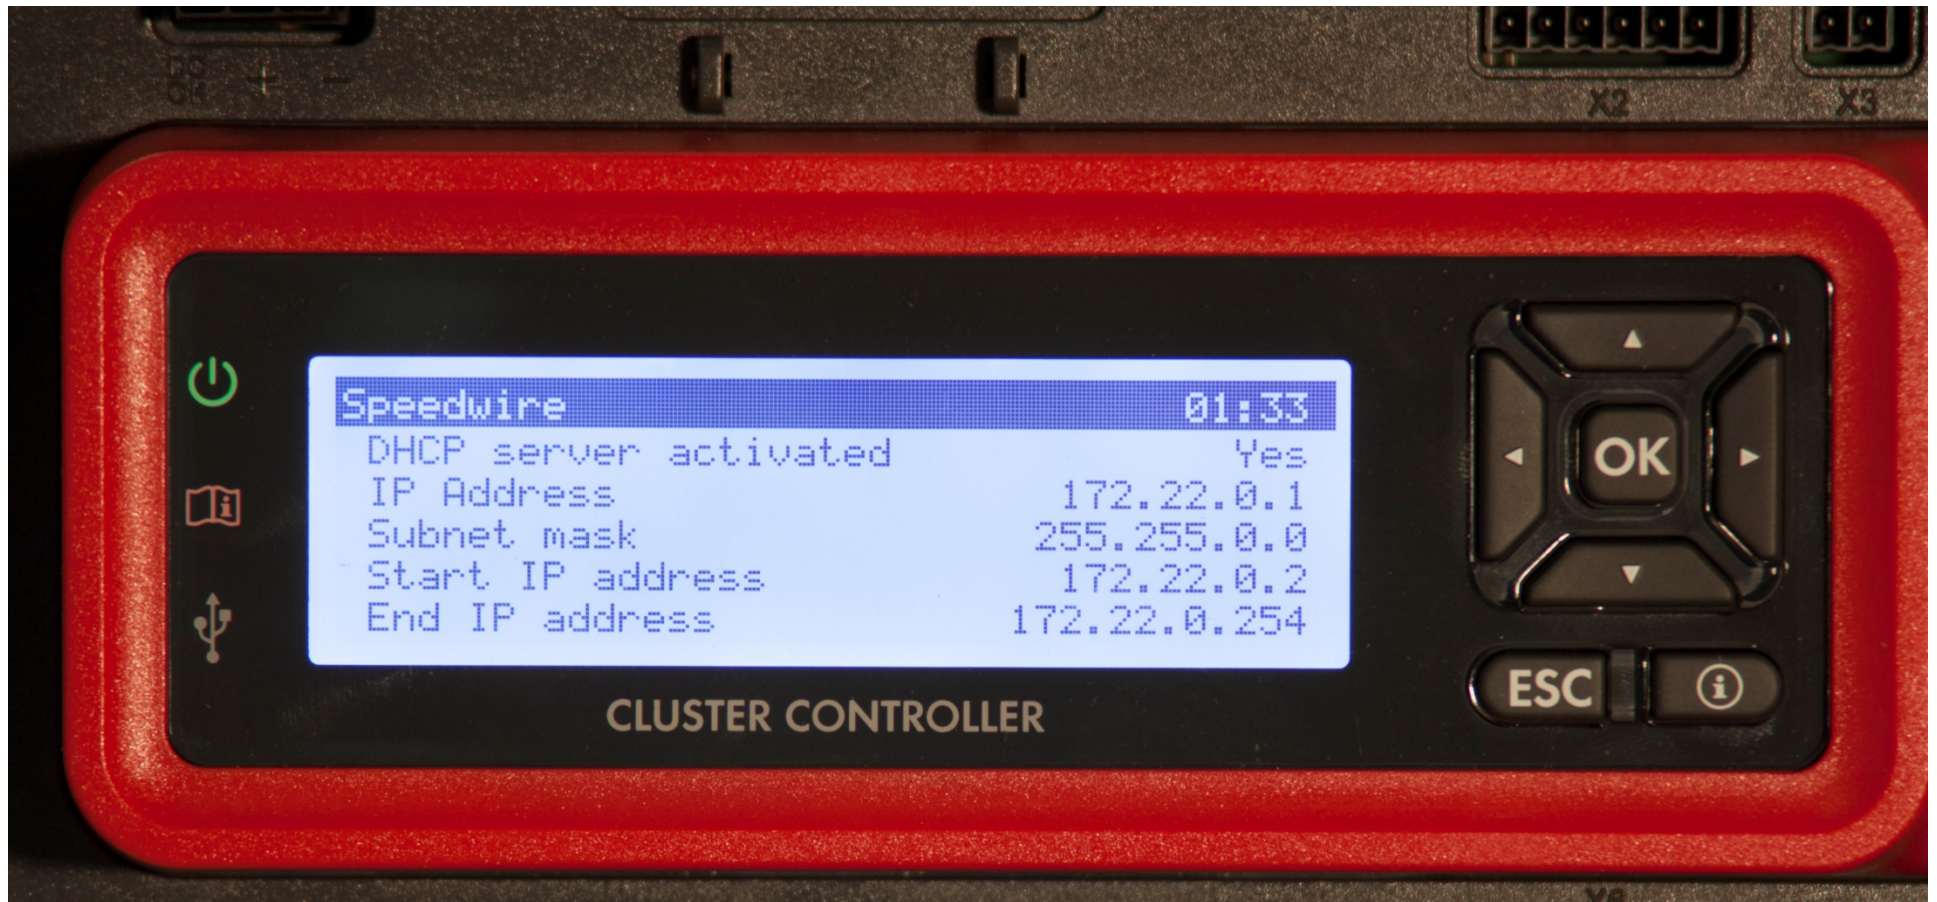 DC + -
OK
X2
X3
Speedwire 01:33
DHCP server activated Yes
IP Address 172.22.0.1
Subnet mask 255.255.0.0
Start IP address 172.22.0.2
End IP address 172.22.0.254
OK
ESC
CLUSTER CONTROLLER